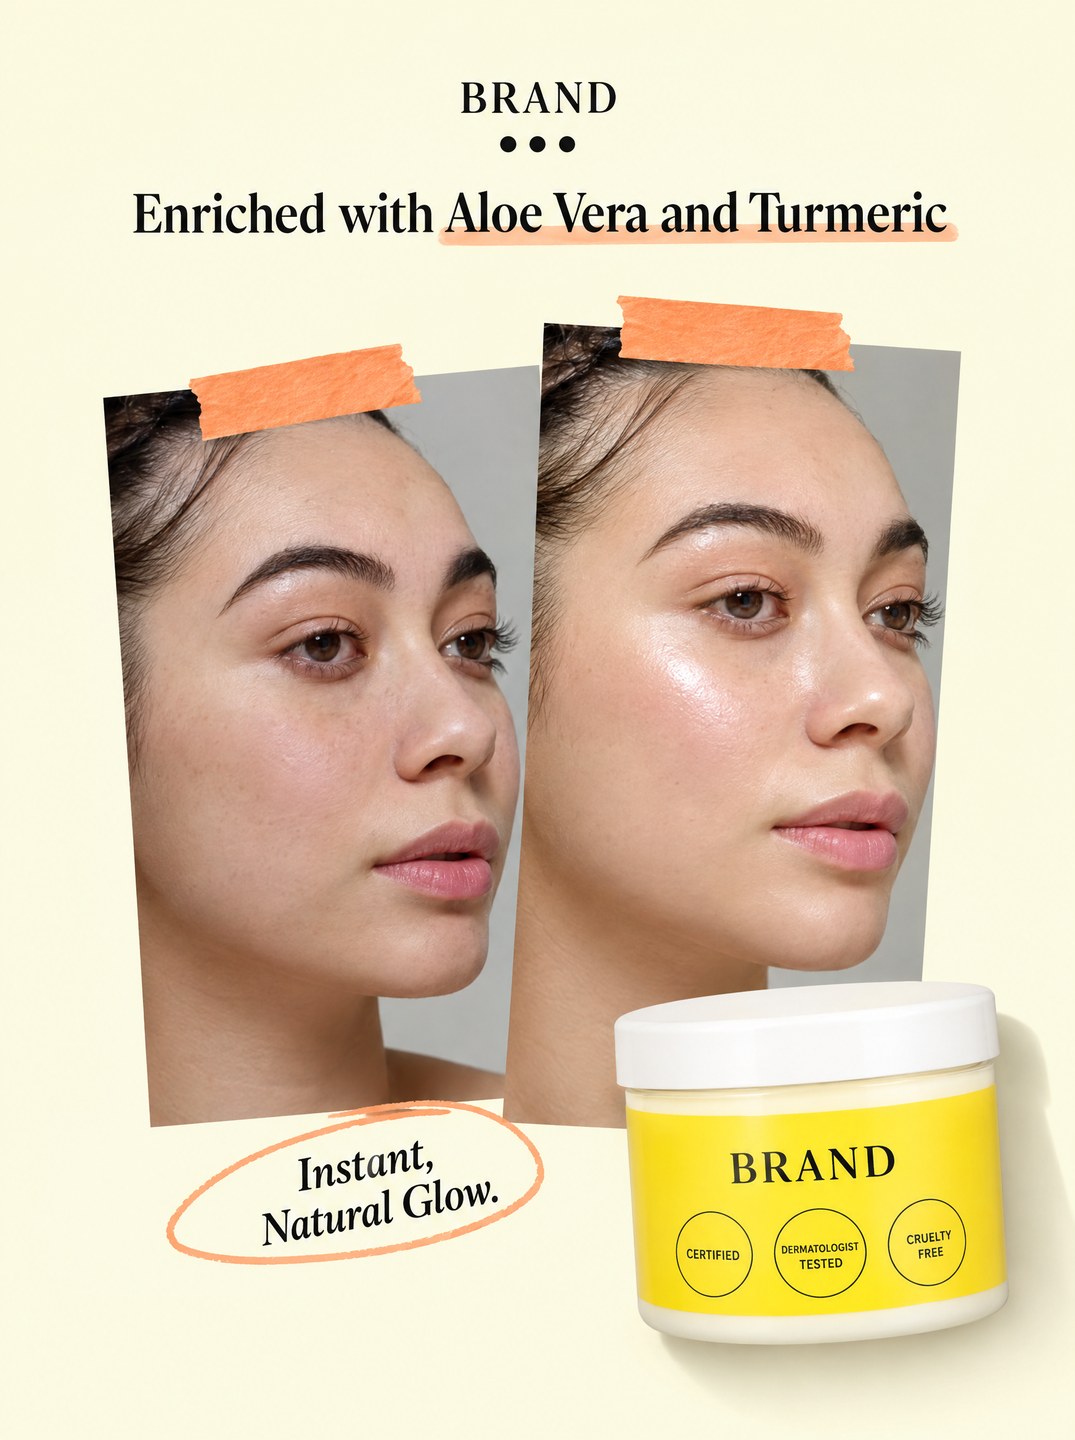 BRAND
Enriched with Aloe Vera and Turmeric
Instant,
Natural Glow.
BRAND
CERTIFIED
DERMATOLOGIST
TESTED
CRUELTY
FREE